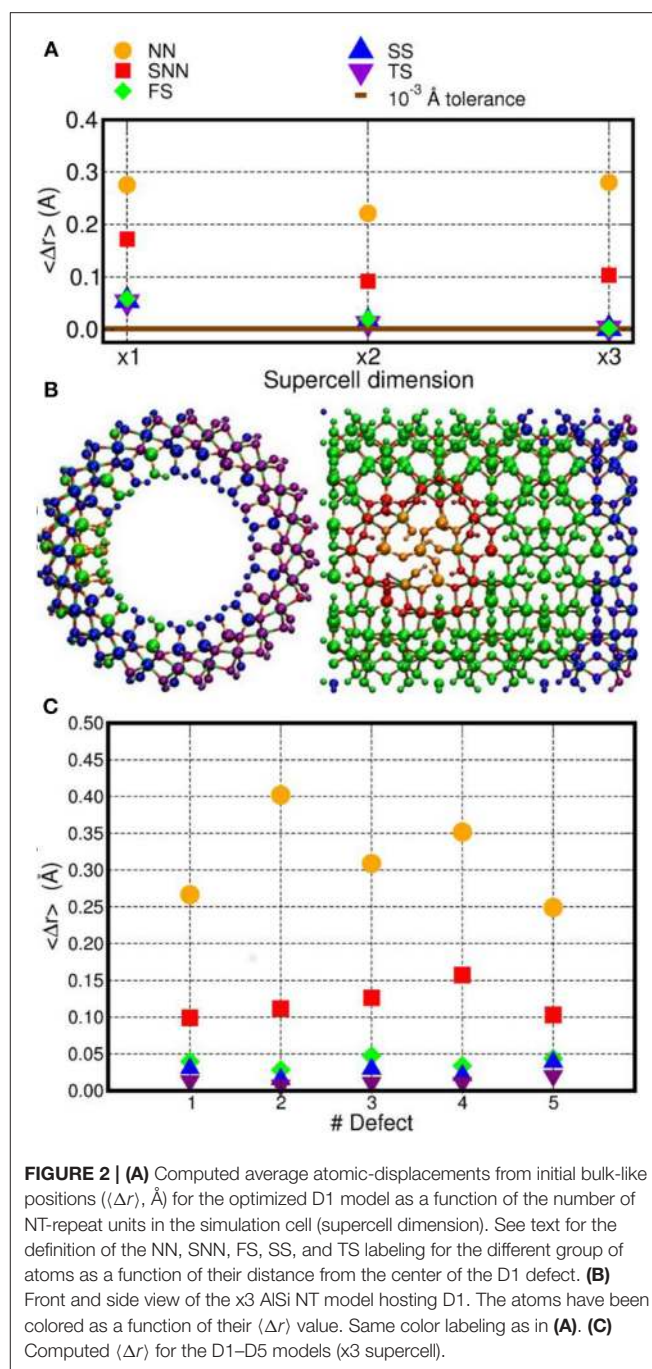 A
NN
SNN
FS
SS
TS
10⁻³ Å tolerance
0.4
0.3
0.2
0.1
0.0
<Δr> (A)
x1 x2 x3
Supercell dimension
B
C
0.50
0.45
0.40
0.35
0.30
0.25
0.20
0.15
0.10
0.05
0.00
<Δr> (Å)
1 2 3 4 5
# Defect
FIGURE 2 | (A) Computed average atomic-displacements from initial bulk-like
positions (⟨Δr⟩, Å) for the optimized D1 model as a function of the number of
NT-repeat units in the simulation cell (supercell dimension). See text for the
definition of the NN, SNN, FS, SS, and TS labeling for the different group of
atoms as a function of their distance from the center of the D1 defect. (B)
Front and side view of the x3 AlSi NT model hosting D1. The atoms have been
colored as a function of their ⟨Δr⟩ value. Same color labeling as in (A). (C)
Computed ⟨Δr⟩ for the D1–D5 models (x3 supercell).